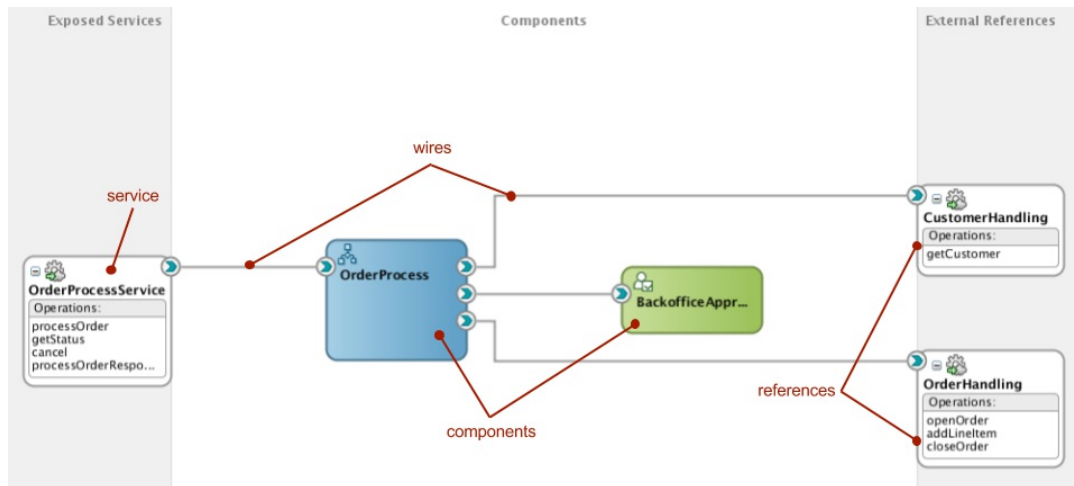 Exposed Services
Components
External References
wires
service
CustomerHandling
Operations:
getCustomer
OrderProcess
BackofficeAppr...
OrderProcessService
Operations:
processOrder
getStatus
cancel
processOrderRespo...
OrderHandling
Operations:
openOrder
addLineItem
closeOrder
references
components